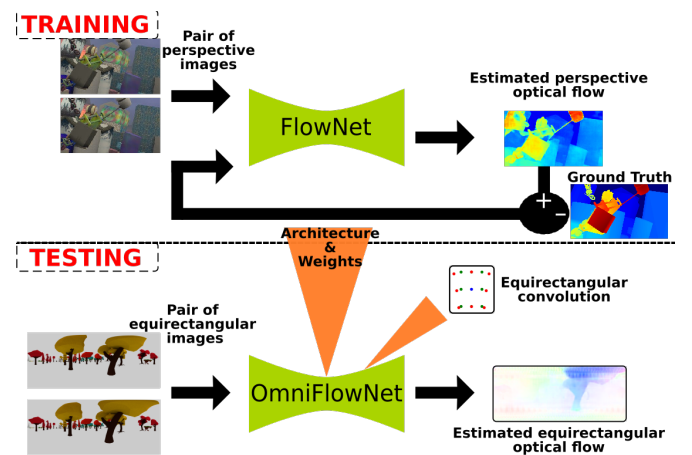 TRAINING
Pair of
perspective
images
FlowNet
Estimated perspective
optical flow
Ground Truth
+
−
Architecture
&
Weights
TESTING
Pair of
equirectangular
images
Equirectangular
convolution
OmniFlowNet
Estimated equirectangular
optical flow